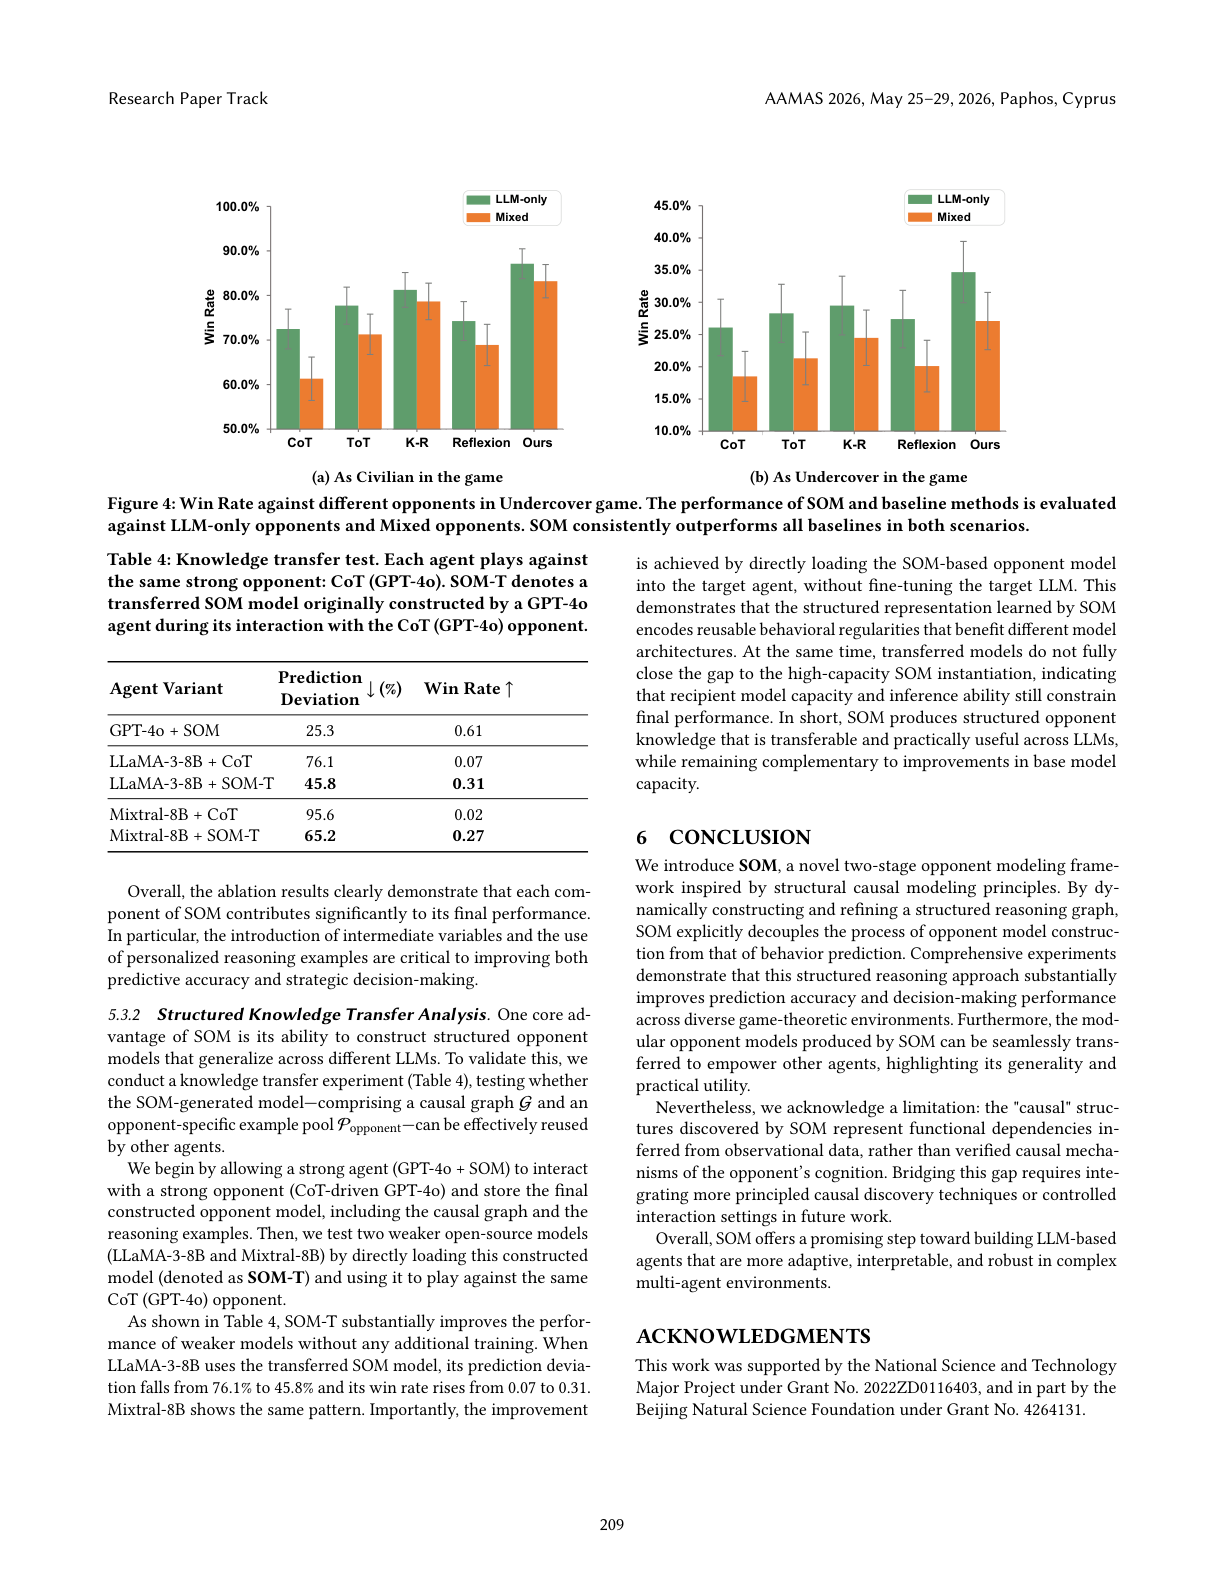 Research Paper Track
AAMAS 2026, May 25–29, 2026, Paphos, Cyprus
100.0%
90.0%
80.0%
70.0%
60.0%
50.0%
Win Rate
LLM-only
Mixed
CoT
ToT
K-R
Reflexion
Ours
(a) As Civilian in the game
45.0%
40.0%
35.0%
30.0%
25.0%
20.0%
15.0%
10.0%
Win Rate
LLM-only
Mixed
CoT
ToT
K-R
Reflexion
Ours
(b) As Undercover in the game
Figure 4: Win Rate against different opponents in Undercover game. The performance of SOM and baseline methods is evaluated
against LLM-only opponents and Mixed opponents. SOM consistently outperforms all baselines in both scenarios.
Table 4: Knowledge transfer test. Each agent plays against
the same strong opponent: CoT (GPT-4o). SOM-T denotes a
transferred SOM model originally constructed by a GPT-4o
agent during its interaction with the CoT (GPT-4o) opponent.
Agent Variant Prediction Deviation ↓ (%) Win Rate ↑
GPT-4o + SOM 25.3 0.61
LLaMA-3-8B + CoT 76.1 0.07
LLaMA-3-8B + SOM-T 45.8 0.31
Mixtral-8B + CoT 95.6 0.02
Mixtral-8B + SOM-T 65.2 0.27
Overall, the ablation results clearly demonstrate that each com-
ponent of SOM contributes significantly to its final performance.
In particular, the introduction of intermediate variables and the use
of personalized reasoning examples are critical to improving both
predictive accuracy and strategic decision-making.
5.3.2 Structured Knowledge Transfer Analysis. One core ad-
vantage of SOM is its ability to construct structured opponent
models that generalize across different LLMs. To validate this, we
conduct a knowledge transfer experiment (Table 4), testing whether
the SOM-generated model—comprising a causal graph 𝒢 and an
opponent-specific example pool 𝒫opponent—can be effectively reused
by other agents.
We begin by allowing a strong agent (GPT-4o + SOM) to interact
with a strong opponent (CoT-driven GPT-4o) and store the final
constructed opponent model, including the causal graph and the
reasoning examples. Then, we test two weaker open-source models
(LLaMA-3-8B and Mixtral-8B) by directly loading this constructed
model (denoted as SOM-T) and using it to play against the same
CoT (GPT-4o) opponent.
As shown in Table 4, SOM-T substantially improves the perfor-
mance of weaker models without any additional training. When
LLaMA-3-8B uses the transferred SOM model, its prediction devia-
tion falls from 76.1% to 45.8% and its win rate rises from 0.07 to 0.31.
Mixtral-8B shows the same pattern. Importantly, the improvement
is achieved by directly loading the SOM-based opponent model
into the target agent, without fine-tuning the target LLM. This
demonstrates that the structured representation learned by SOM
encodes reusable behavioral regularities that benefit different model
architectures. At the same time, transferred models do not fully
close the gap to the high-capacity SOM instantiation, indicating
that recipient model capacity and inference ability still constrain
final performance. In short, SOM produces structured opponent
knowledge that is transferable and practically useful across LLMs,
while remaining complementary to improvements in base model
capacity.
6 CONCLUSION
We introduce SOM, a novel two-stage opponent modeling frame-
work inspired by structural causal modeling principles. By dy-
namically constructing and refining a structured reasoning graph,
SOM explicitly decouples the process of opponent model construc-
tion from that of behavior prediction. Comprehensive experiments
demonstrate that this structured reasoning approach substantially
improves prediction accuracy and decision-making performance
across diverse game-theoretic environments. Furthermore, the mod-
ular opponent models produced by SOM can be seamlessly trans-
ferred to empower other agents, highlighting its generality and
practical utility.
Nevertheless, we acknowledge a limitation: the "causal" struc-
tures discovered by SOM represent functional dependencies in-
ferred from observational data, rather than verified causal mecha-
nisms of the opponent's cognition. Bridging this gap requires inte-
grating more principled causal discovery techniques or controlled
interaction settings in future work.
Overall, SOM offers a promising step toward building LLM-based
agents that are more adaptive, interpretable, and robust in complex
multi-agent environments.
ACKNOWLEDGMENTS
This work was supported by the National Science and Technology
Major Project under Grant No. 2022ZD0116403, and in part by the
Beijing Natural Science Foundation under Grant No. 4264131.
209